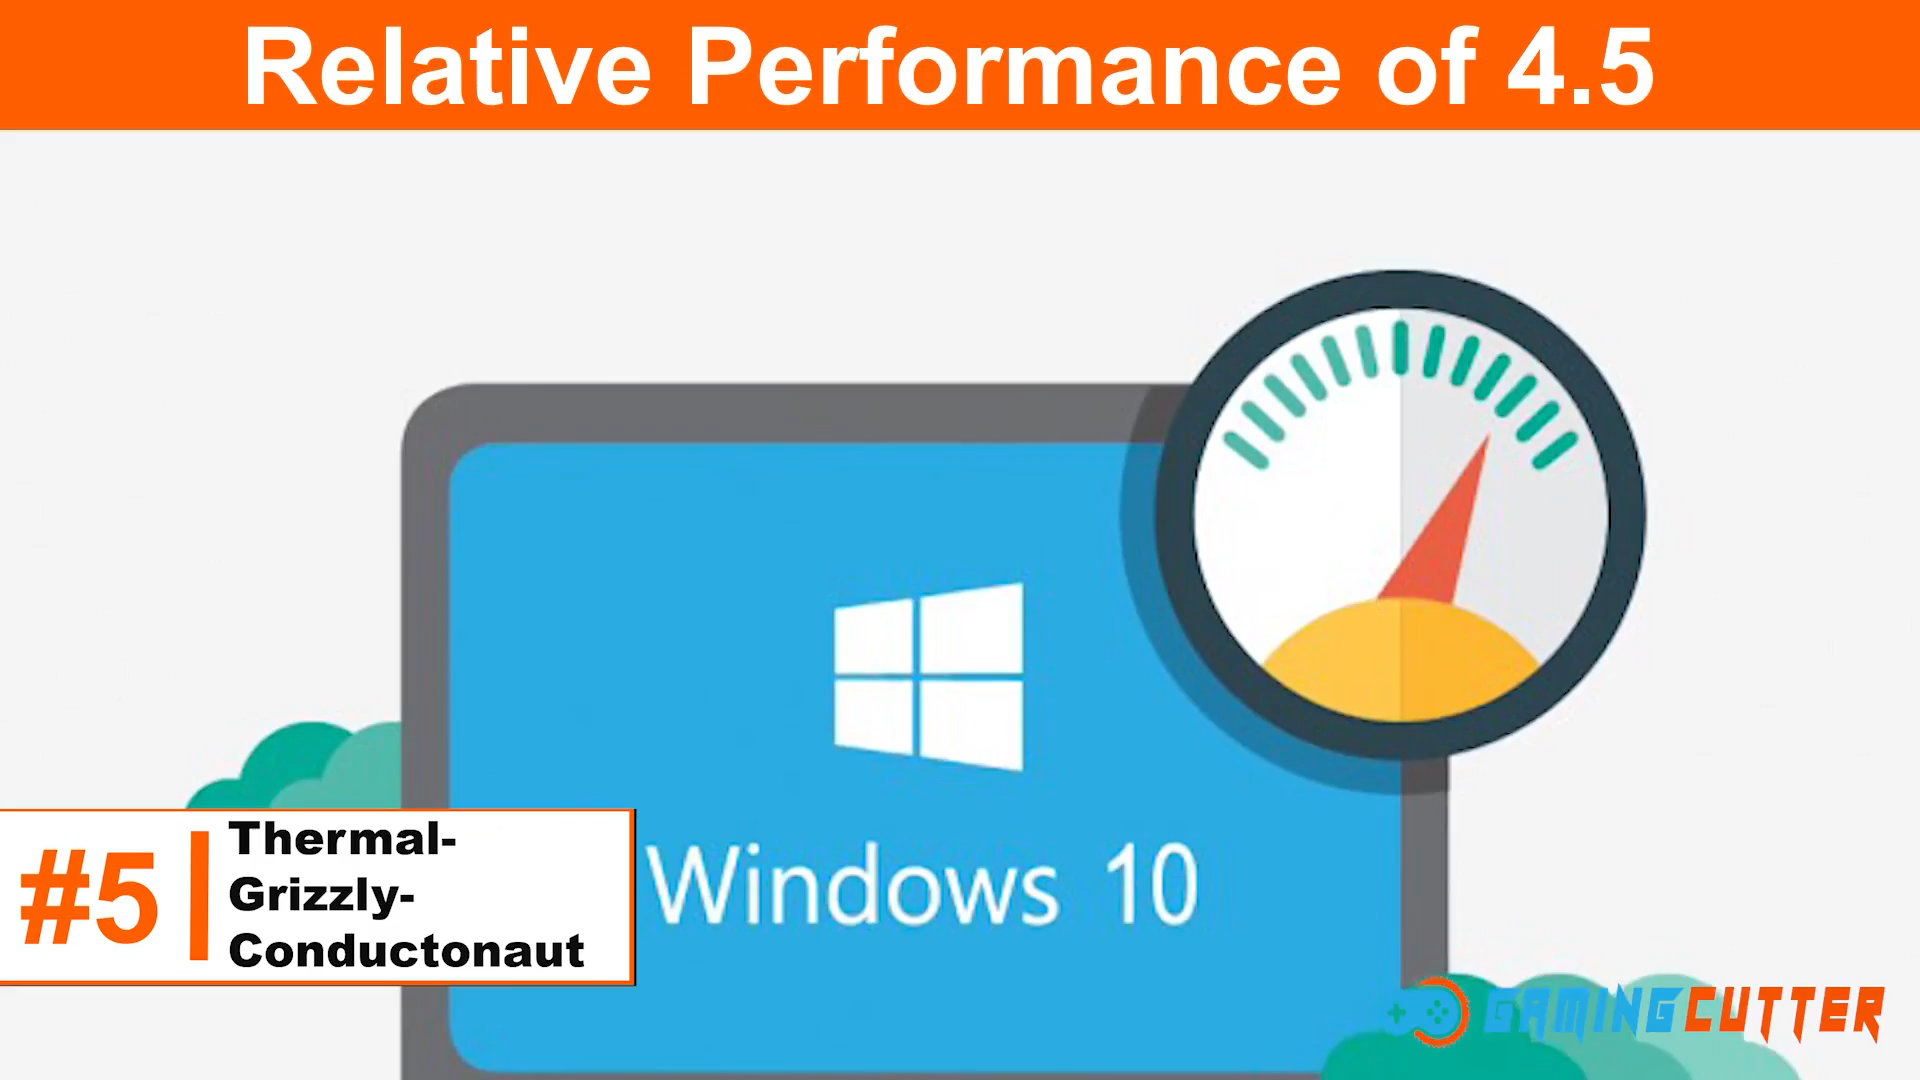 Relative Performance of 4.5
Windows 10
#5
Thermal-
Grizzly-
Conductonaut
GAMINGCUTTER